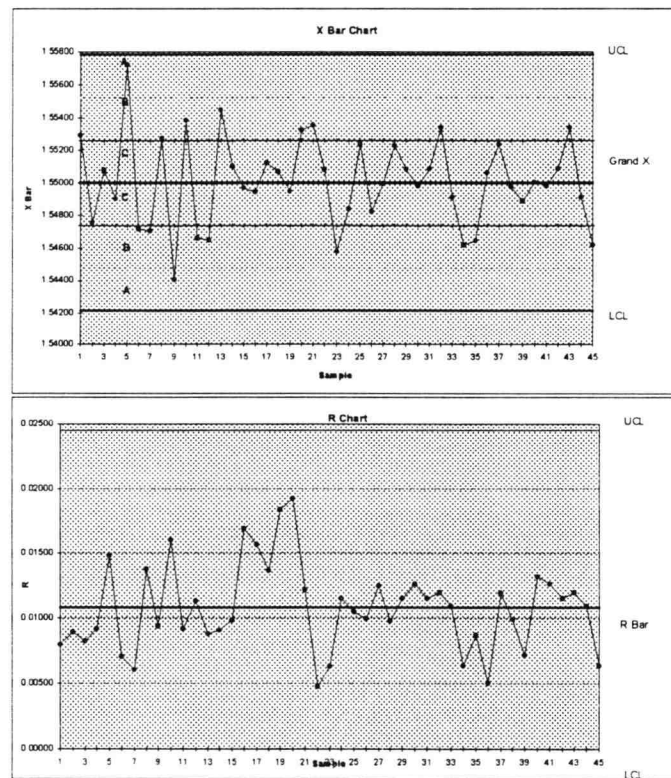 X Bar Chart
UCL
Grand X
LCL
X Bar
1.55800
1.55600
1.55400
1.55200
1.55000
1.54800
1.54600
1.54400
1.54200
1.54000
A
B
C
C
B
A
1 3 5 7 9 11 13 15 17 19 21 23 25 27 29 31 33 35 37 39 41 43 45
Sample
R Chart
UCL
R Bar
LCL
R
0.02500
0.02000
0.01500
0.01000
0.00500
0.00000
1 3 5 7 9 11 13 15 17 19 21 23 25 27 29 31 33 35 37 39 41 43 45
Sample